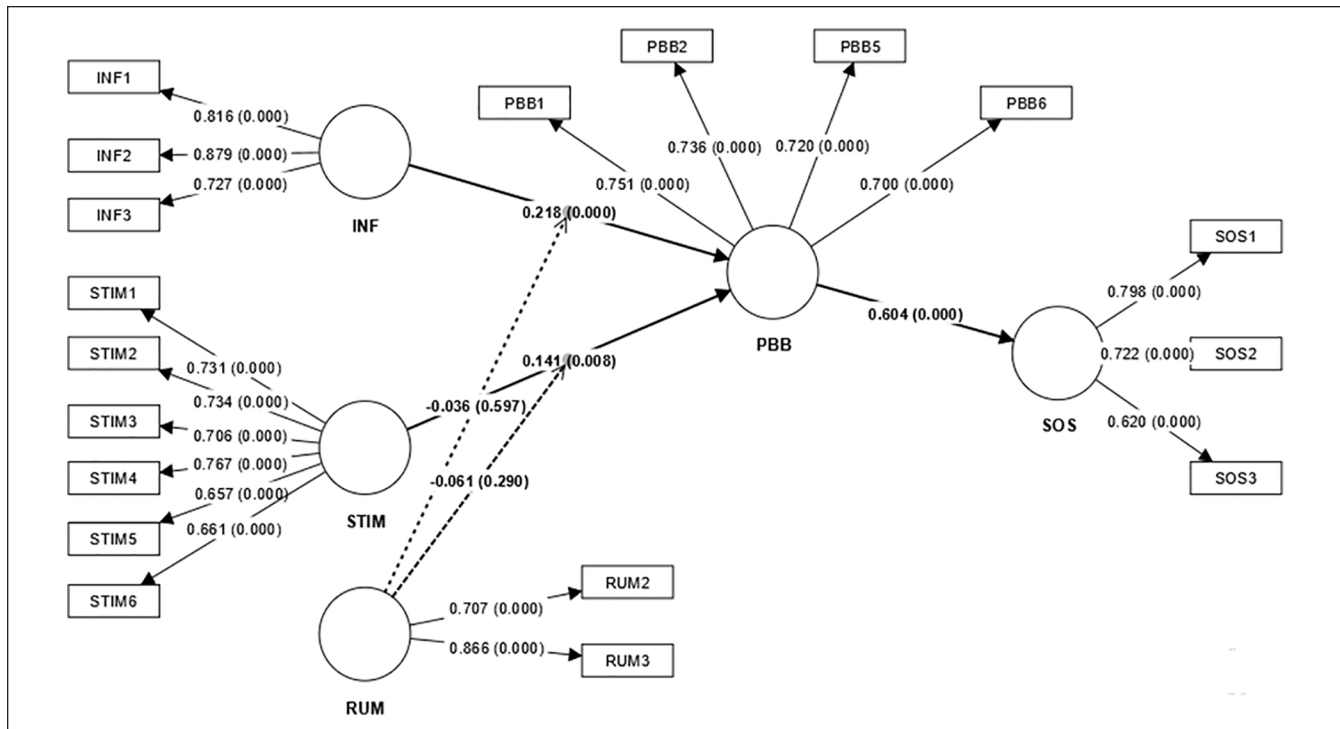 PBB2
PBB5
INF1
PBB1
PBB6
0.816 (0.000)
0.736 (0.000)
0.720 (0.000)
INF2
0.879 (0.000)
0.727 (0.000)
0.751 (0.000)
0.700 (0.000)
INF3
INF
0.218 (0.000)
SOS1
STIM1
0.798 (0.000)
0.604 (0.000)
PBB
STIM2
0.731 (0.000)
0.141 (0.008)
0.722 (0.000)
SOS2
0.734 (0.000)
-0.036 (0.597)
STIM3
0.706 (0.000)
SOS
0.620 (0.000)
STIM4
0.767 (0.000)
SOS3
0.657 (0.000)
-0.061 (0.290)
STIM
STIM5
0.661 (0.000)
STIM6
RUM2
0.707 (0.000)
0.866 (0.000)
RUM3
RUM